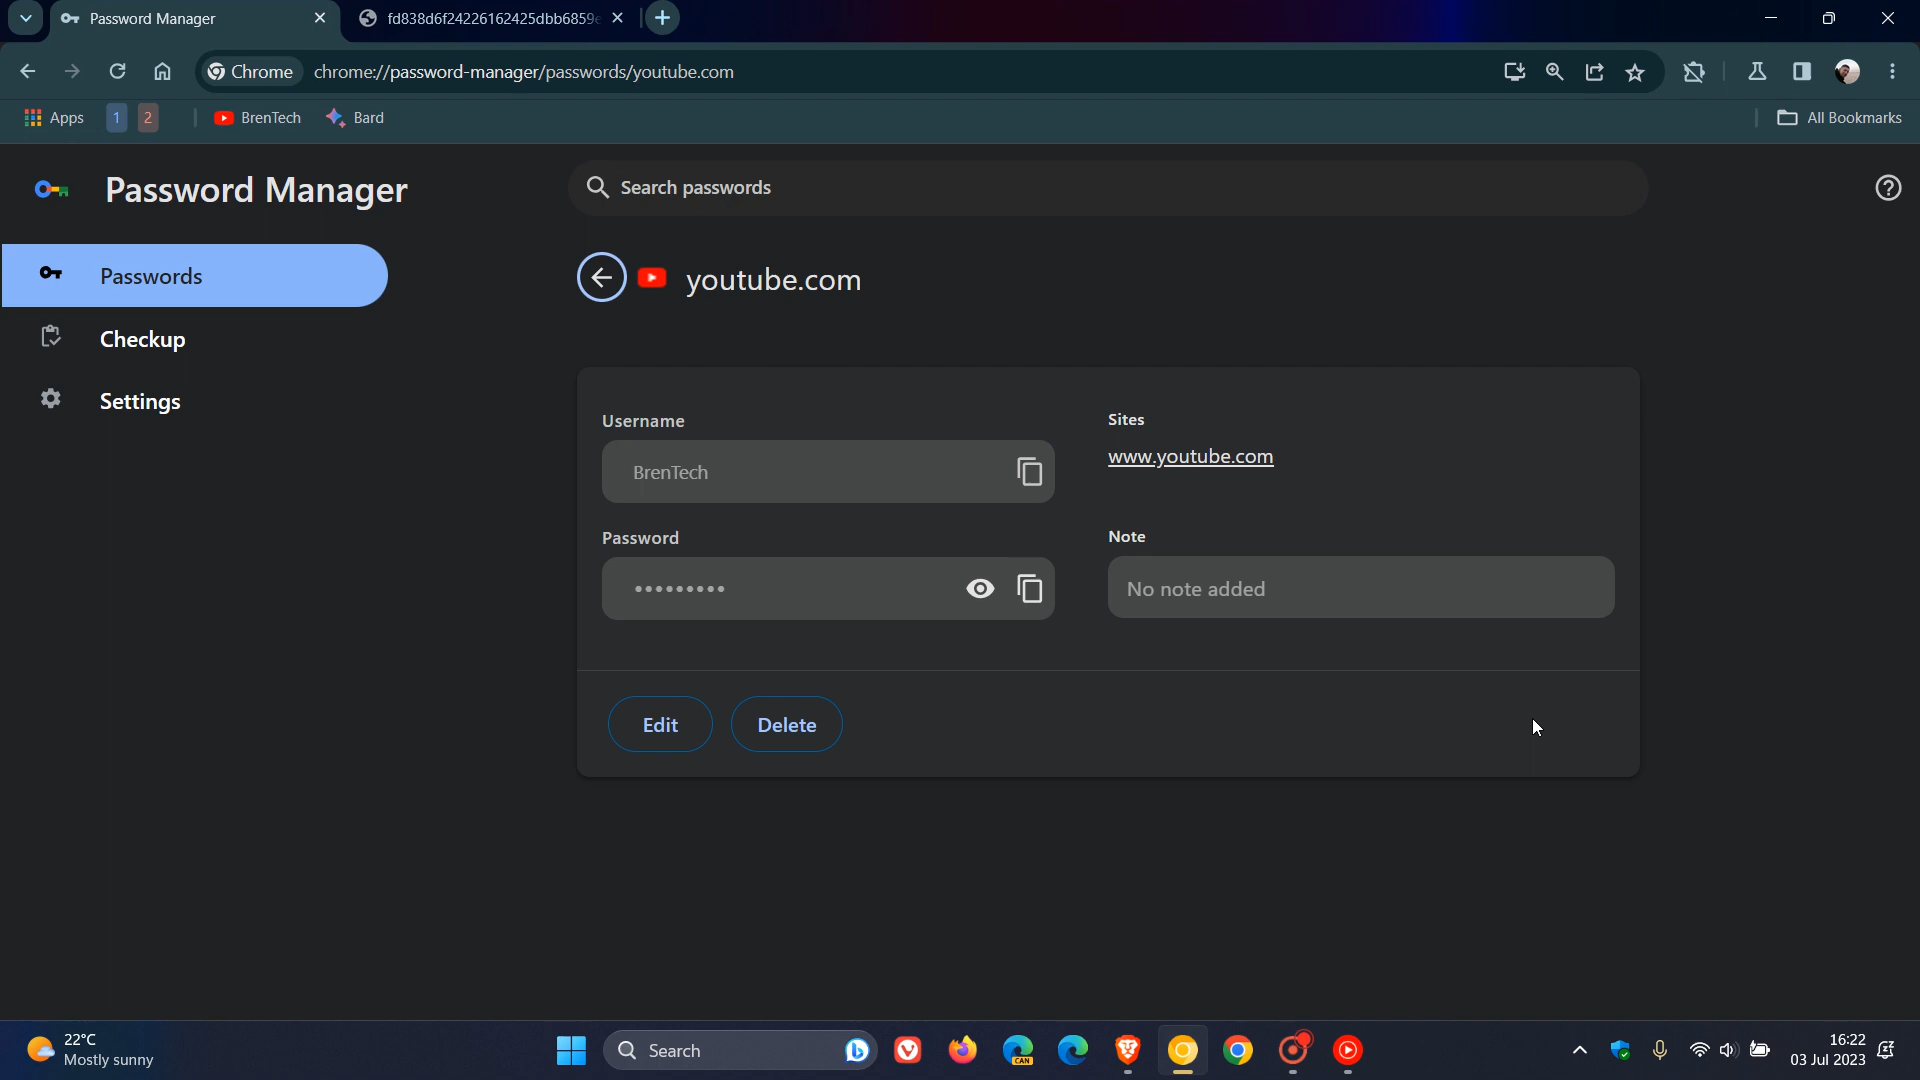 Password Manager
fd838d6f24226162425dbb6859
Chrome
chrome://password-manager/passwords/youtube.com
Apps
1
2
BrenTech
Bard
All Bookmarks
Password Manager
Search passwords
Passwords
youtube.com
Checkup
Settings
Username
Sites
BrenTech
www.youtube.com
Password
Note
•••••••••
No note added
Edit
Delete
22°C
Mostly sunny
Search
CAN
16:22
03 Jul 2023